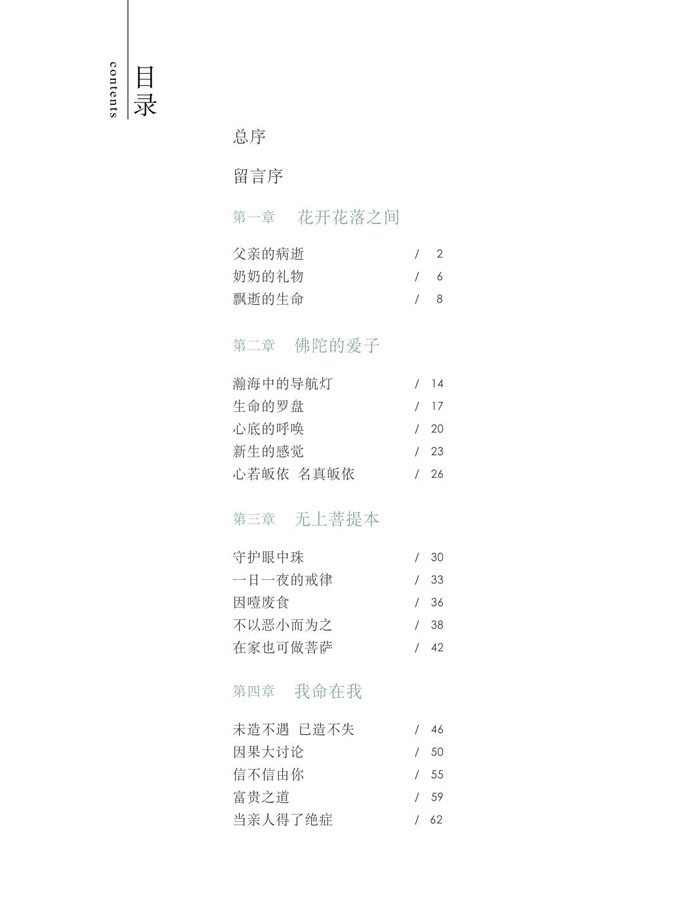 目录
contents
总序
留言序
第一章 花开花落之间
父亲的病逝 / 2
奶奶的礼物 / 6
飘逝的生命 / 8
第二章 佛陀的爱子
瀚海中的导航灯 / 14
生命的罗盘 / 17
心底的呼唤 / 20
新生的感觉 / 23
心若皈依 名真皈依 / 26
第三章 无上菩提本
守护眼中珠 / 30
一日一夜的戒律 / 33
因噎废食 / 36
不以恶小而为之 / 38
在家也可做菩萨 / 42
第四章 我命在我
未造不遇 已造不失 / 46
因果大讨论 / 50
信不信由你 / 55
富贵之道 / 59
当亲人得了绝症 / 62